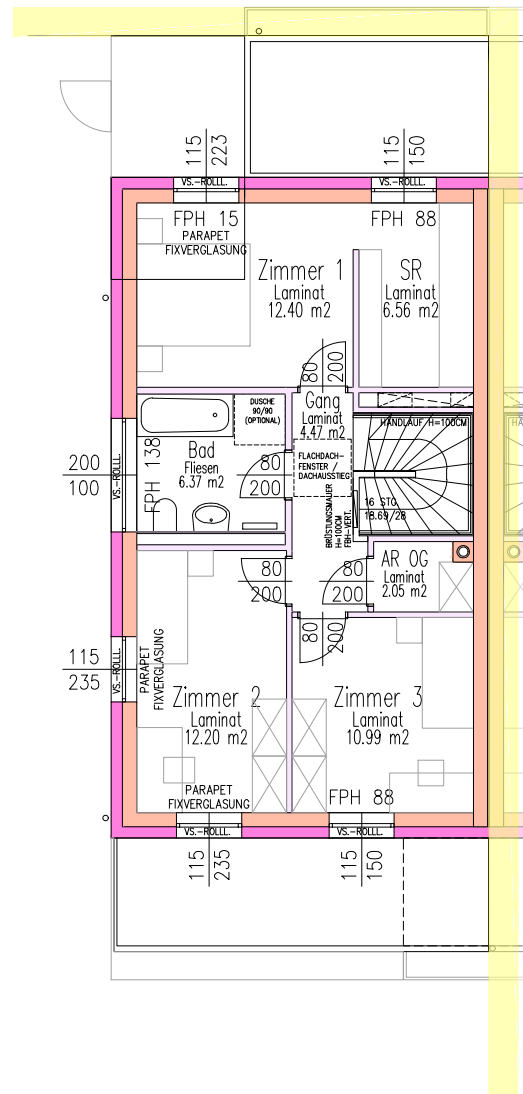 115
223
115
150
VS.-ROLLL.
VS.-ROLLL.
FPH 15
FPH 88
PARAPET
FIXVERGLASUNG
Zimmer 1
Laminat
12.40 m2
SR
Laminat
6.56 m2
80
200
Gang
Laminat
4.47 m2
DUSCHE
90/90
(OPTIONAL)
HANDLAUF H=100CM
HA
Bad
Fliesen
6.37 m2
80
200
FLACHDACH-
FENSTER /
DACHAUSSTIEG
200
100
VS.-ROLLL.
FPH 138
16 STG
18.69/28
BRÜSTUNGSMAUER
H=100CM
FBH-VERT.
AR OG
Laminat
2.05 m2
80
200
80
200
80
200
115
235
VS.-ROLLL.
PARAPET
FIXVERGLASUNG
Zimmer 2
Laminat
12.20 m2
Zimmer 3
Laminat
10.99 m2
PARAPET
FIXVERGLASUNG
FPH 88
VS.-ROLLL.
VS.-ROLLL.
115
235
115
150